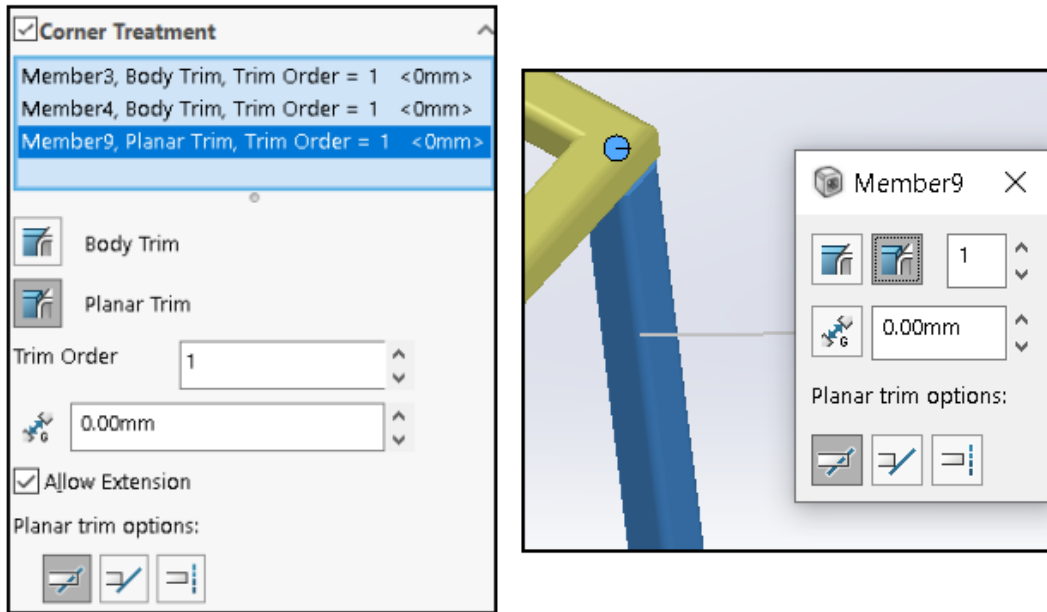 Corner Treatment
Member3, Body Trim, Trim Order = 1 <0mm>
Member4, Body Trim, Trim Order = 1 <0mm>
Member9, Planar Trim, Trim Order = 1 <0mm>
Body Trim
Planar Trim
Trim Order 1
G 0.00mm
Allow Extension
Planar trim options:
Member9
1
G 0.00mm
Planar trim options: